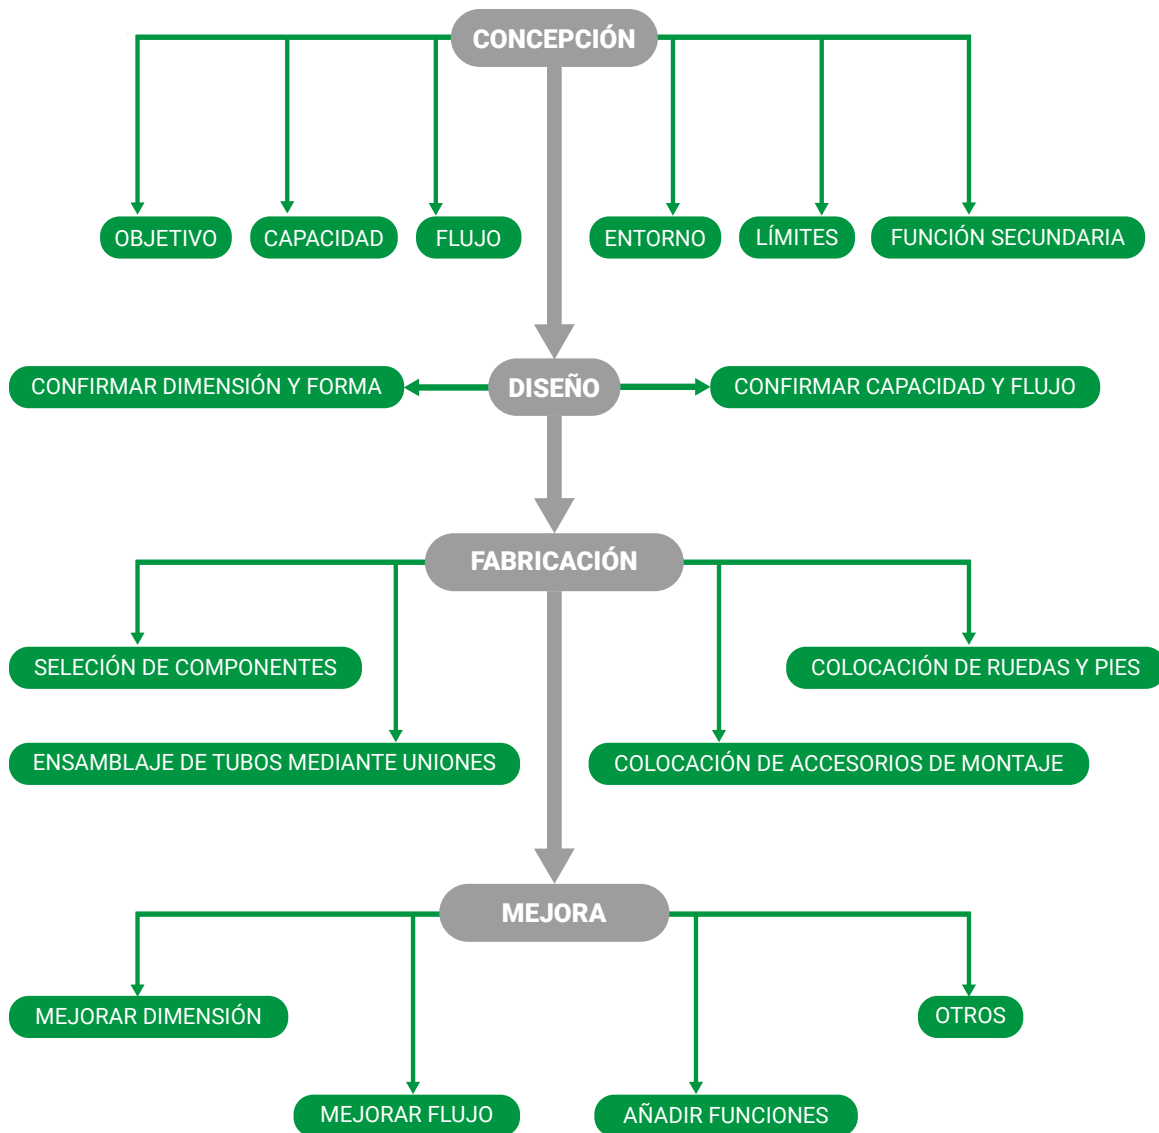 CONCEPCIÓN
OBJETIVO
CAPACIDAD
FLUJO
ENTORNO
LÍMITES
FUNCIÓN SECUNDARIA
CONFIRMAR DIMENSIÓN Y FORMA
DISEÑO
CONFIRMAR CAPACIDAD Y FLUJO
FABRICACIÓN
SELECIÓN DE COMPONENTES
COLOCACIÓN DE RUEDAS Y PIES
ENSAMBLAJE DE TUBOS MEDIANTE UNIONES
COLOCACIÓN DE ACCESORIOS DE MONTAJE
MEJORA
MEJORAR DIMENSIÓN
OTROS
MEJORAR FLUJO
AÑADIR FUNCIONES